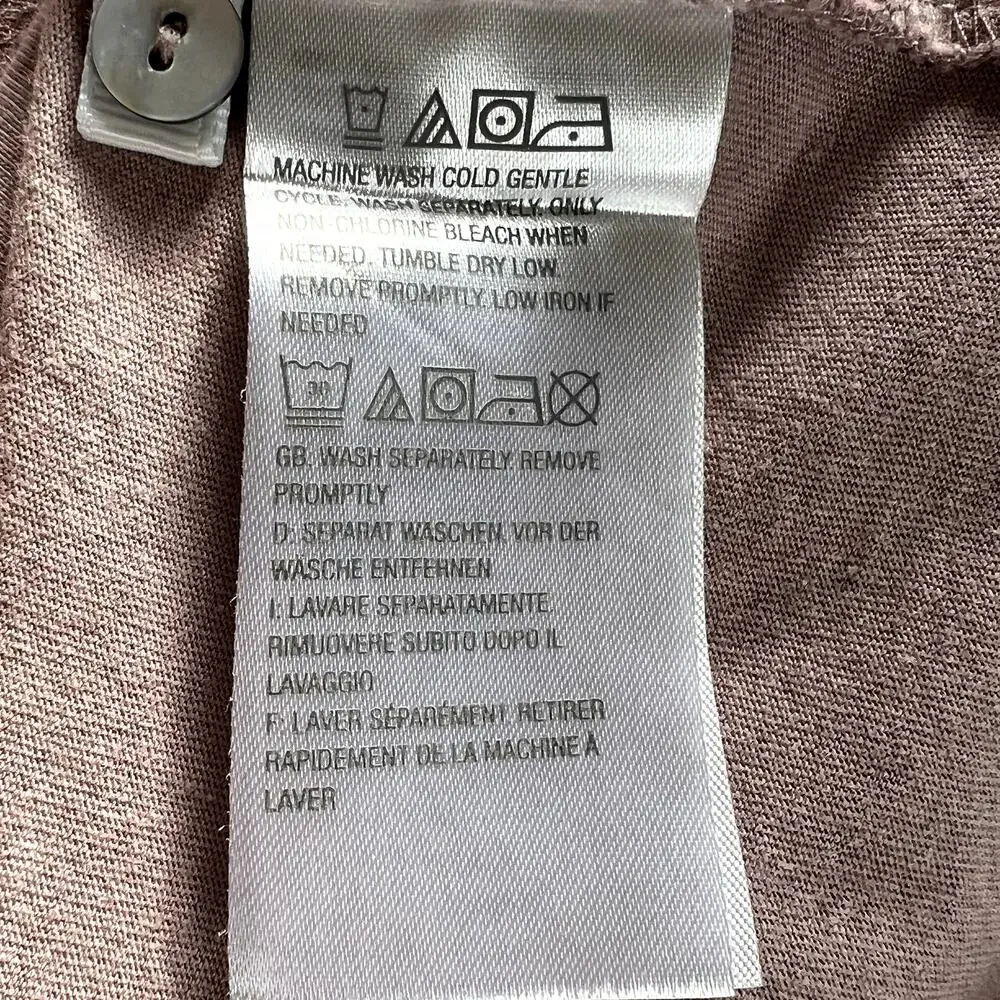 MACHINE WASH COLD GENTLE
CYCLE. WASH SEPARATELY. ONLY
NON-CHLORINE BLEACH WHEN
NEEDED. TUMBLE DRY LOW.
REMOVE PROMPTLY. LOW IRON IF
NEEDED
30
GB: WASH SEPARATELY. REMOVE
PROMPTLY
D: SEPARAT WASCHEN. VOR DER
WÄSCHE ENTFERNEN
I: LAVARE SEPARATAMENTE.
RIMUOVERE SUBITO DOPO IL
LAVAGGIO
F: LAVER SÉPARÉMENT. RETIRER
RAPIDEMENT DE LA MACHINE À
LAVER